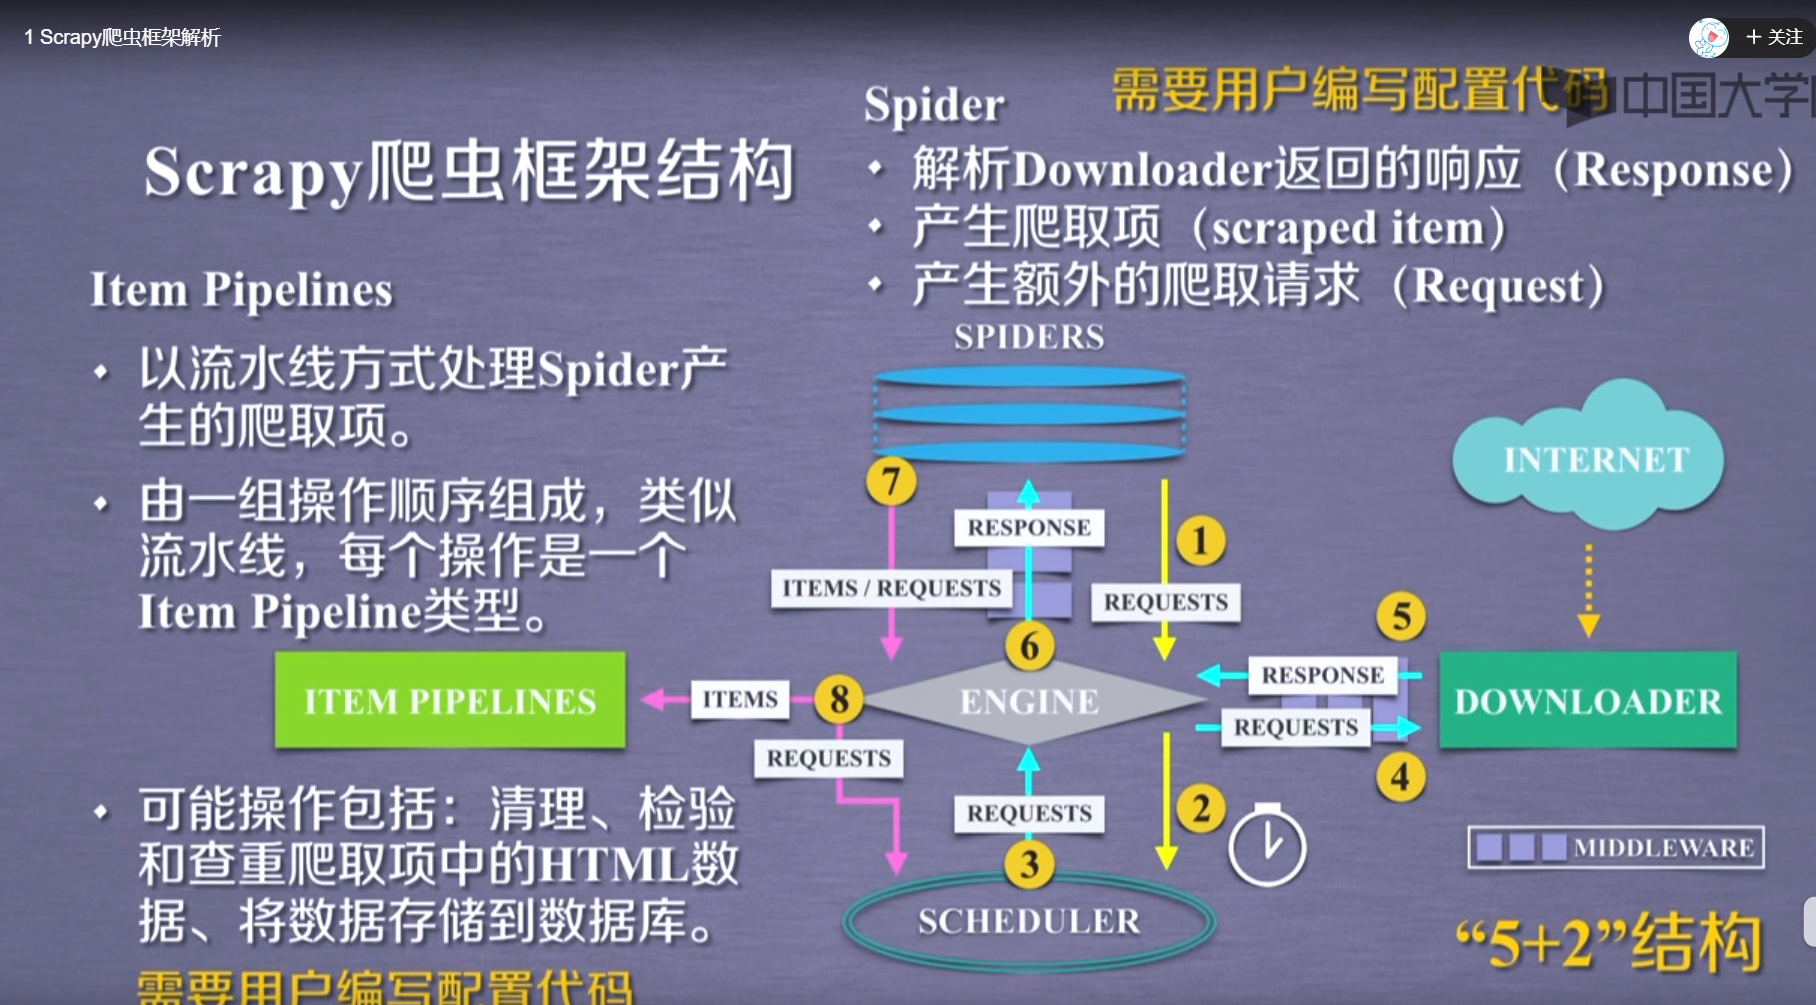 1 Scrapy爬虫框架解析
+ 关注
需要用户编写配置代码
中国大学
Scrapy爬虫框架结构
Spider
· 解析Downloader返回的响应（Response）
· 产生爬取项（scraped item）
· 产生额外的爬取请求（Request）
Item Pipelines
· 以流水线方式处理Spider产
生的爬取项。
· 由一组操作顺序组成，类似
流水线，每个操作是一个
Item Pipeline类型。
· 可能操作包括：清理、检验
和查重爬取项中的HTML数
据、将数据存储到数据库。
需要用户编写配置代码
SPIDERS
INTERNET
7
RESPONSE
1
ITEMS / REQUESTS
REQUESTS
5
6
RESPONSE
ITEM PIPELINES
ITEMS
8
ENGINE
DOWNLOADER
REQUESTS
REQUESTS
4
REQUESTS
2
3
MIDDLEWARE
SCHEDULER
“5+2”结构